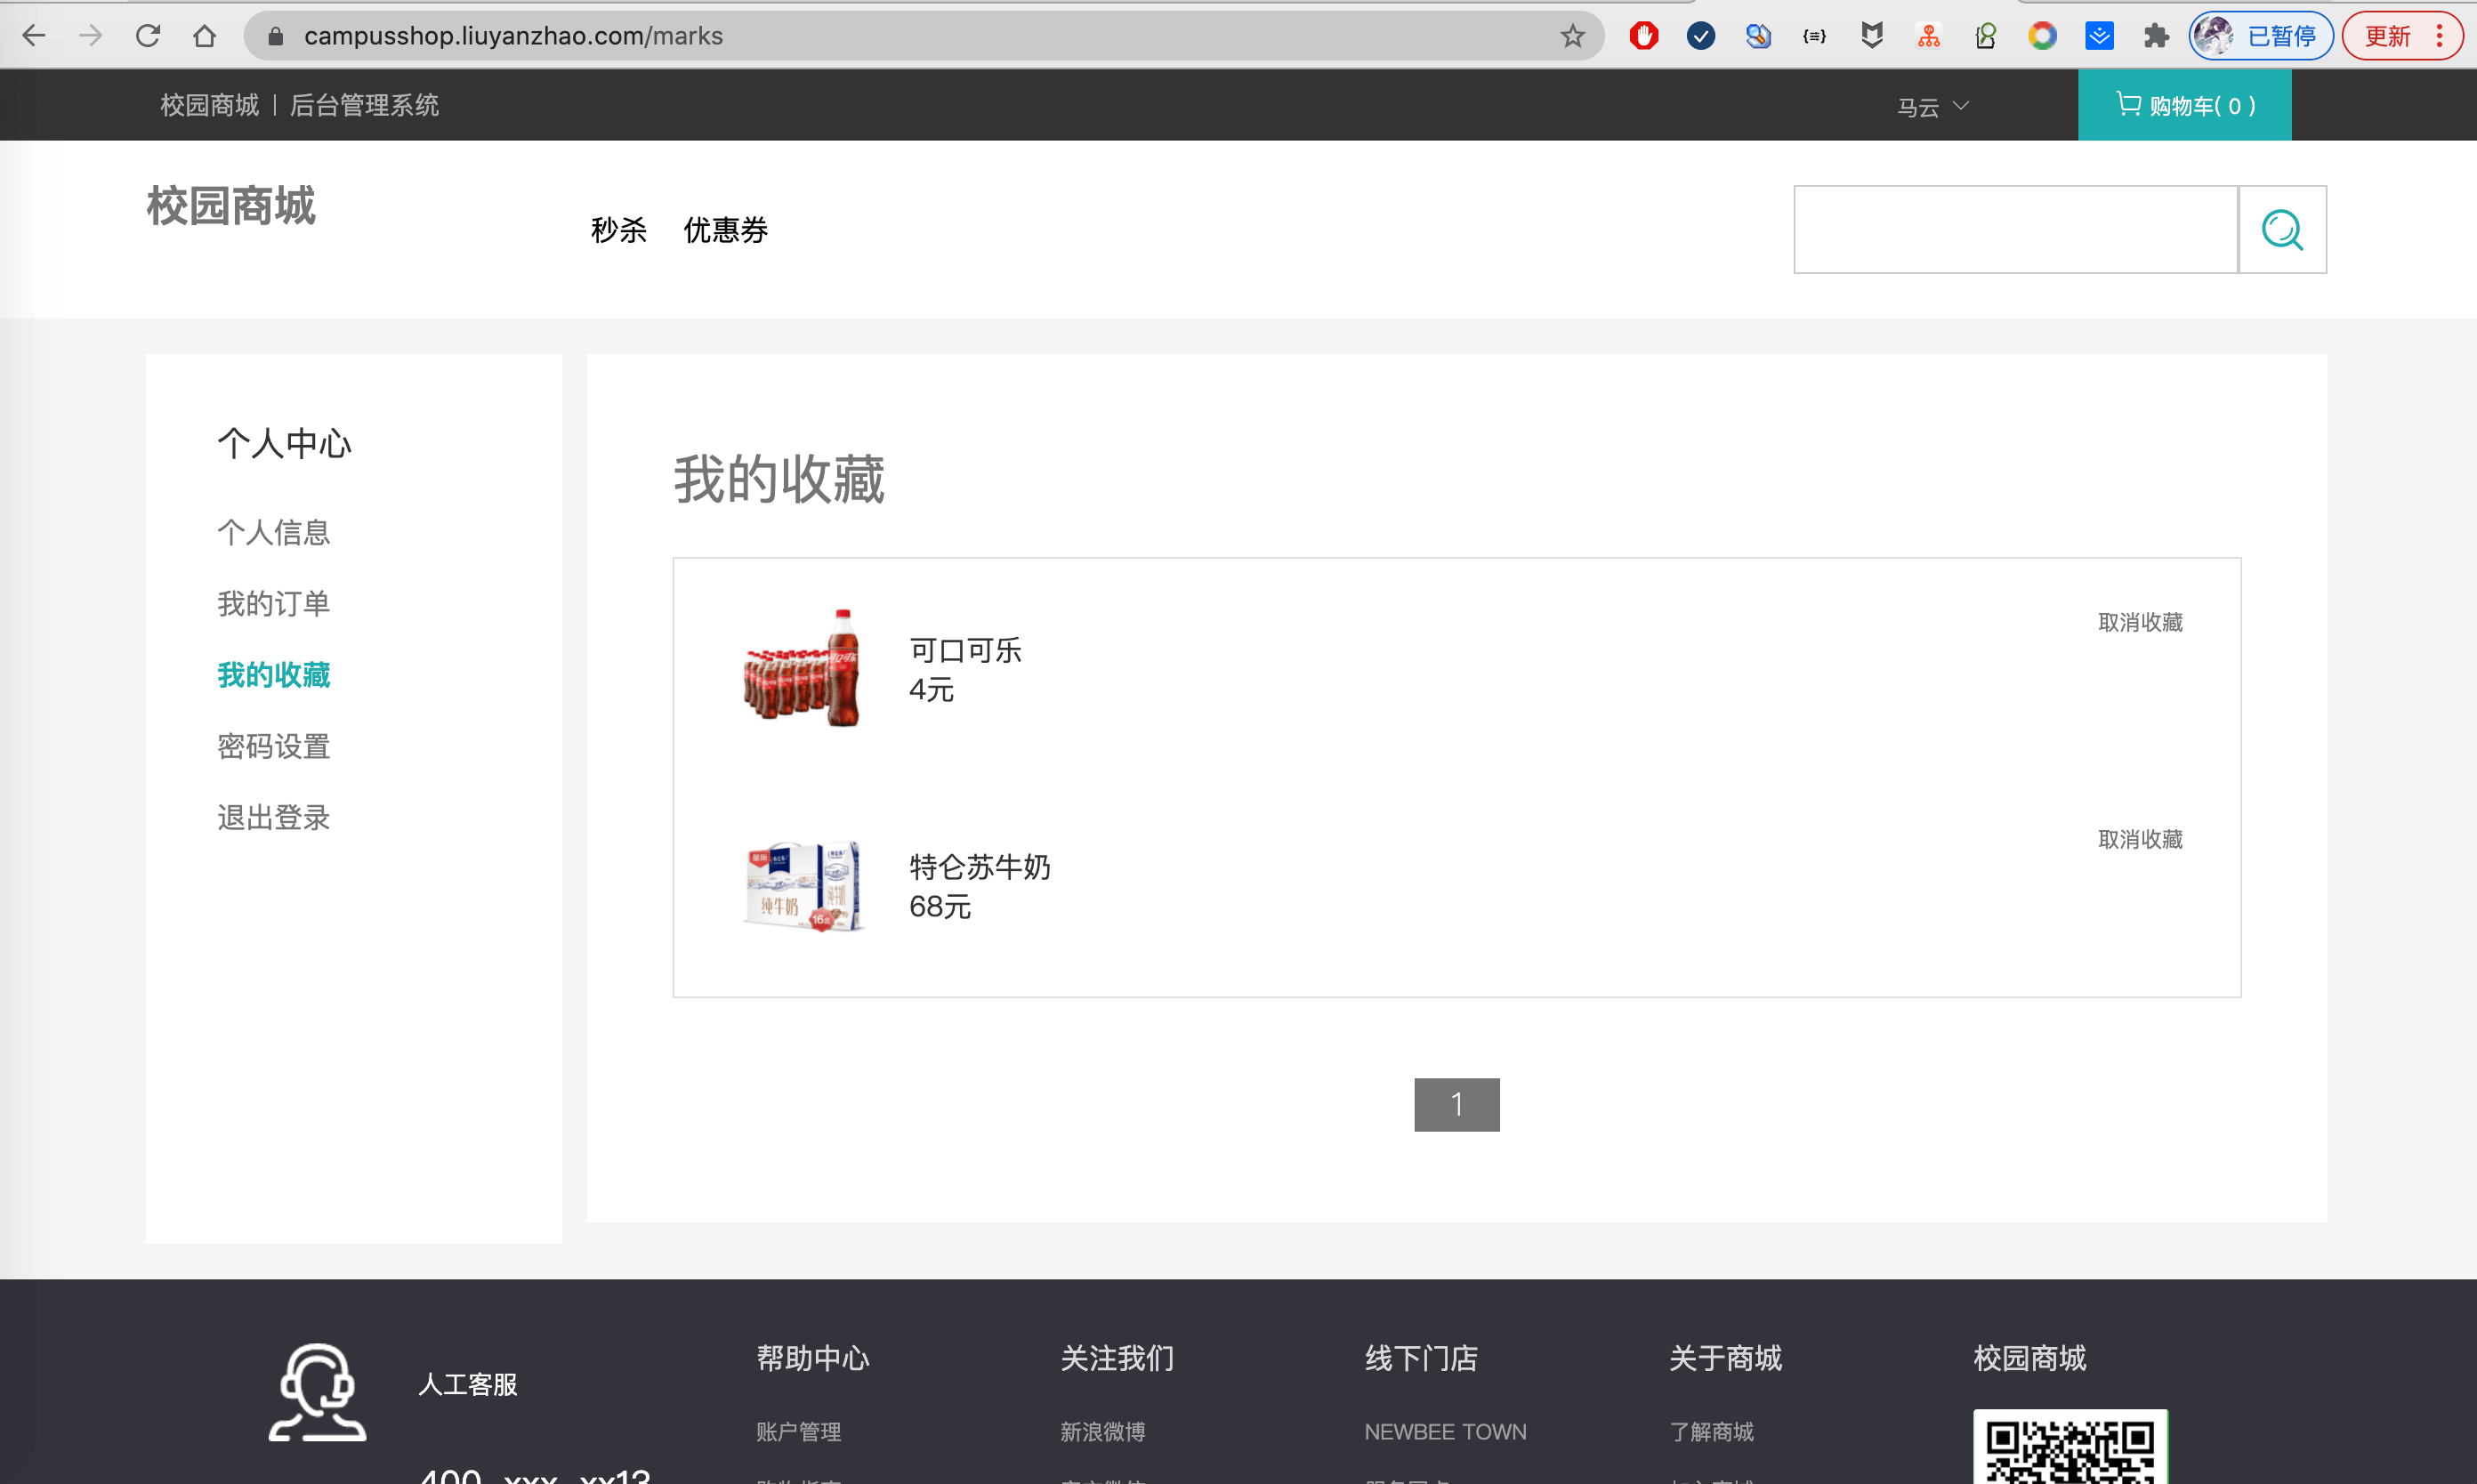 campusshop.liuyanzhao.com/marks
已暂停
更新
校园商城 | 后台管理系统
马云
购物车( 0 )
校园商城
秒杀 优惠券
个人中心
个人信息
我的订单
我的收藏
密码设置
退出登录
我的收藏
可口可乐
4元
取消收藏
特仑苏牛奶
68元
取消收藏
纯牛奶
1
人工客服
帮助中心
账户管理
关注我们
新浪微博
线下门店
NEWBEE TOWN
关于商城
了解商城
校园商城